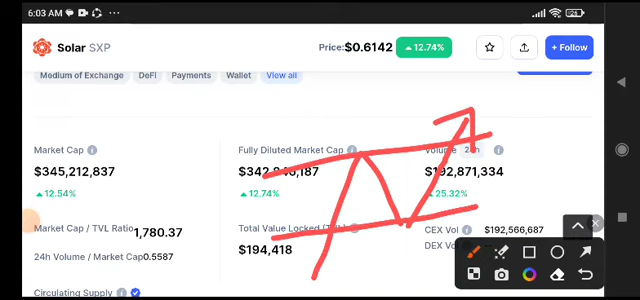 6:03 AM
Solar SXP
Price:$0.6142
12.74%
+ Follow
Medium of Exchange DeFi Payments Wallet View all
Market Cap Fully Diluted Market Cap Volume 24h
$345,212,837 $192,871,334
12.54% 12.74% 25.32%
Market Cap / TVL Ratio 1,780.37
Total Value Locked
CEX Vol $192,566,687
24h Volume / Market Cap 0.5587
$194,418
DEX Vol
Circulating Supply